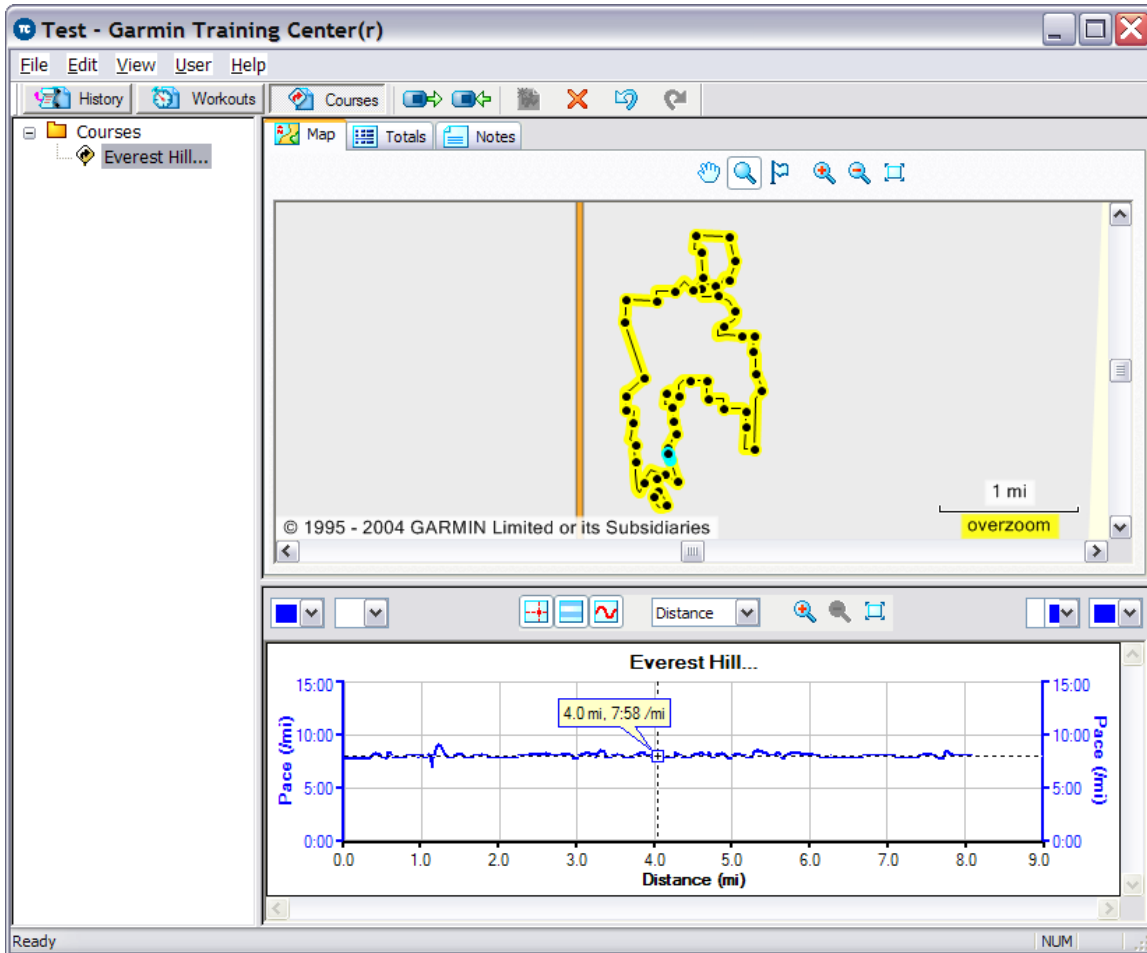 TC Test - Garmin Training Center(r)
File Edit View User Help
History Workouts Courses
Courses
Everest Hill...
Map Totals Notes
1 mi
© 1995 - 2004 GARMIN Limited or its Subsidiaries
overzoom
Distance
Everest Hill...
15:00 15:00
4.0 mi, 7:58 /mi
10:00 10:00
Pace (/mi) Pace (/mi)
5:00 5:00
0:00 0:00
0.0 1.0 2.0 3.0 4.0 5.0 6.0 7.0 8.0 9.0
Distance (mi)
Ready NUM